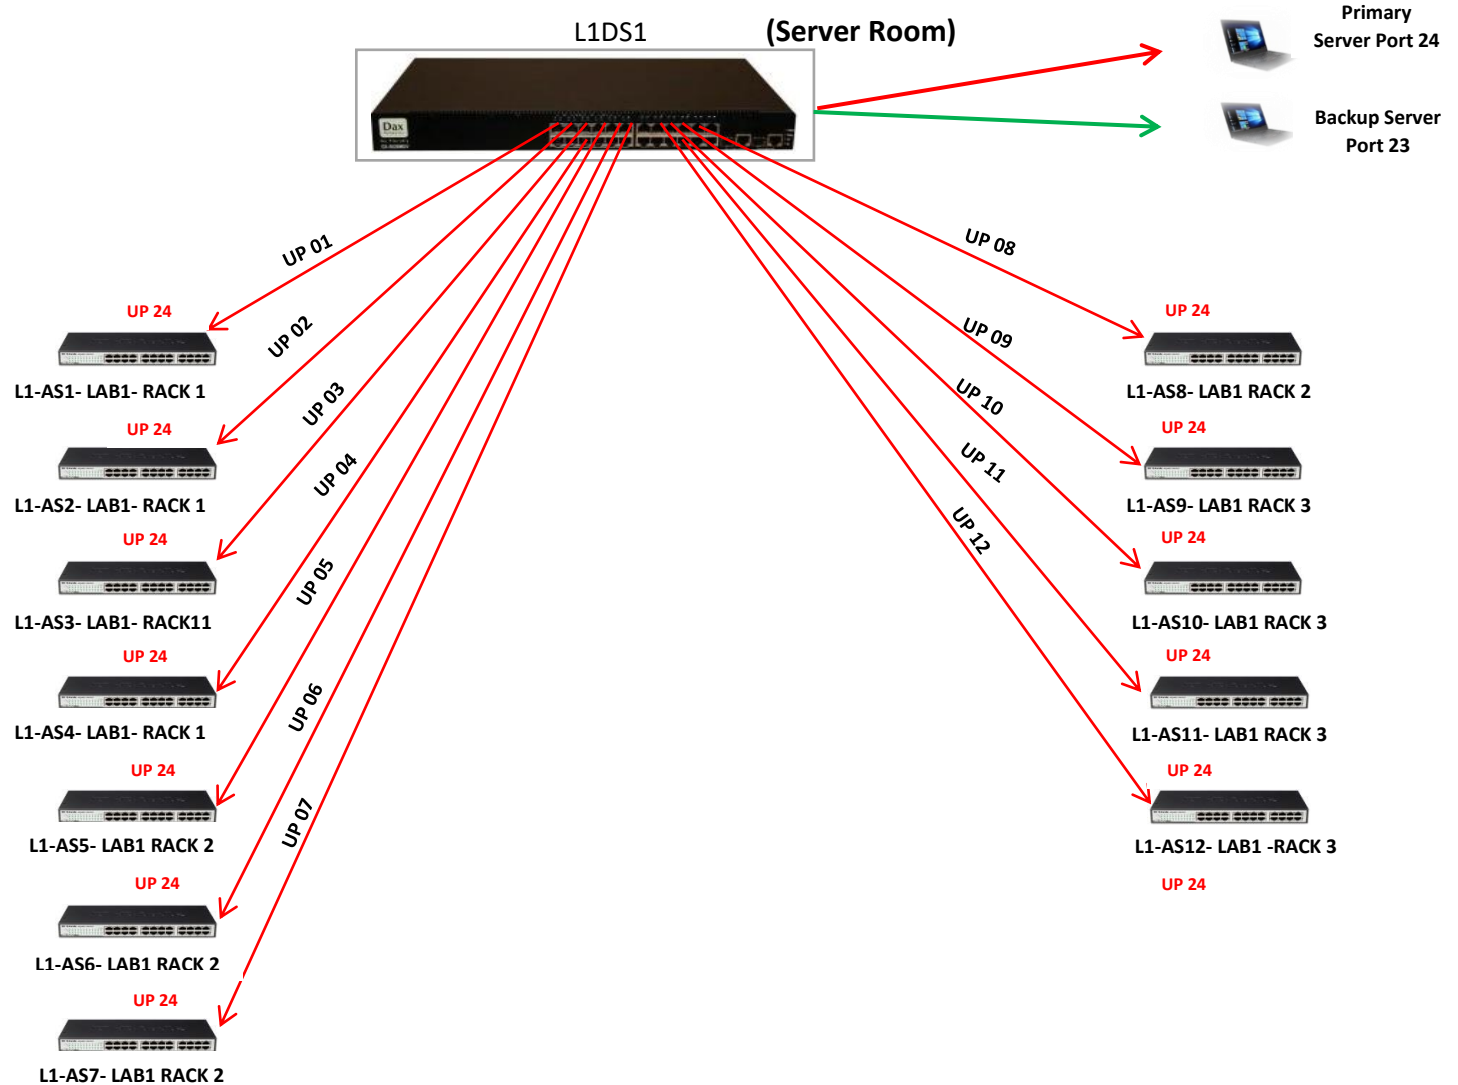 L1DS1 (Server Room)
Primary
Server Port 24
Backup Server
Port 23
Dax
UP 01
UP 02
UP 03
UP 04
UP 05
UP 06
UP 07
UP 08
UP 09
UP 10
UP 11
UP 12
UP 24
L1-AS1- LAB1- RACK 1
UP 24
L1-AS2- LAB1- RACK 1
UP 24
L1-AS3- LAB1- RACK11
UP 24
L1-AS4- LAB1- RACK 1
UP 24
L1-AS5- LAB1 RACK 2
UP 24
L1-AS6- LAB1 RACK 2
UP 24
L1-AS7- LAB1 RACK 2
UP 24
L1-AS8- LAB1 RACK 2
UP 24
L1-AS9- LAB1 RACK 3
UP 24
L1-AS10- LAB1 RACK 3
UP 24
L1-AS11- LAB1 RACK 3
UP 24
L1-AS12- LAB1 -RACK 3
UP 24